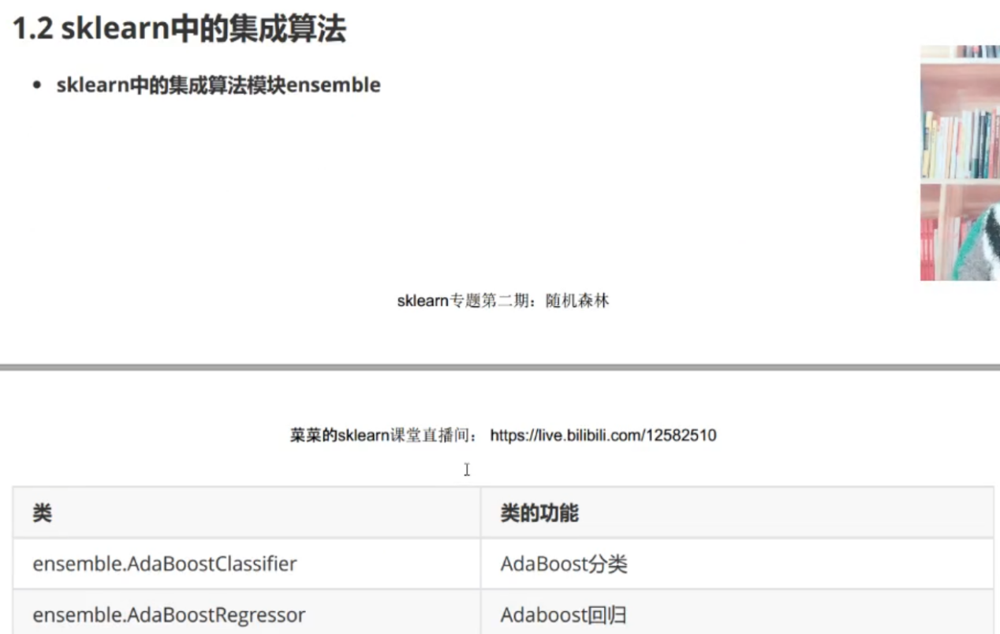 1.2 sklearn中的集成算法
• sklearn中的集成算法模块ensemble
sklearn专题第二期：随机森林
菜菜的sklearn课堂直播间： https://live.bilibili.com/12582510
类 类的功能
ensemble.AdaBoostClassifier AdaBoost分类
ensemble.AdaBoostRegressor Adaboost回归